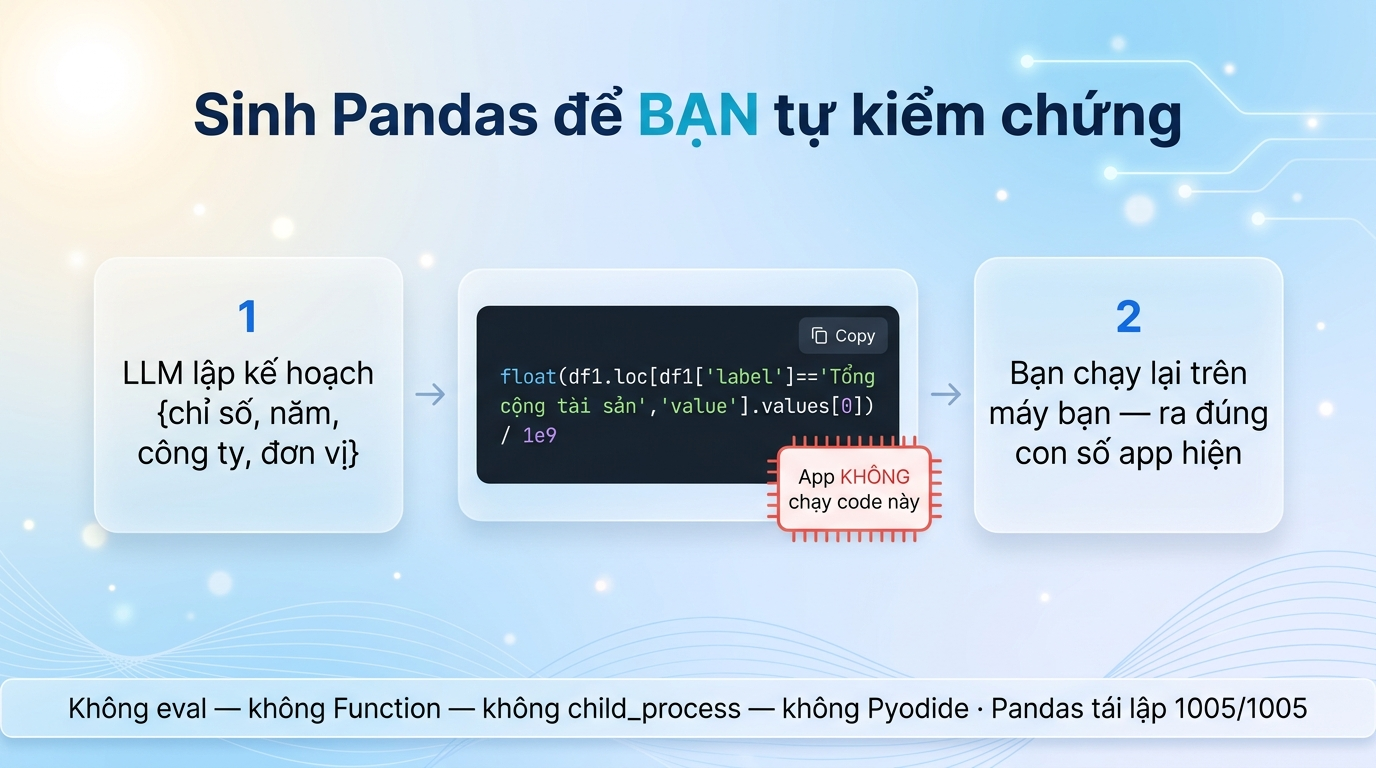 Sinh Pandas để BẠN tự kiểm chứng
1
LLM lập kế hoạch
{chỉ số, năm,
công ty, đơn vị}
Copy
float(df1.loc[df1['label']=='Tổng
cộng tài sản','value'].values[0])
/ 1e9
App KHÔNG
chạy code này
2
Bạn chạy lại trên
máy bạn — ra đúng
con số app hiện
Không eval — không Function — không child_process — không Pyodide · Pandas tái lập 1005/1005